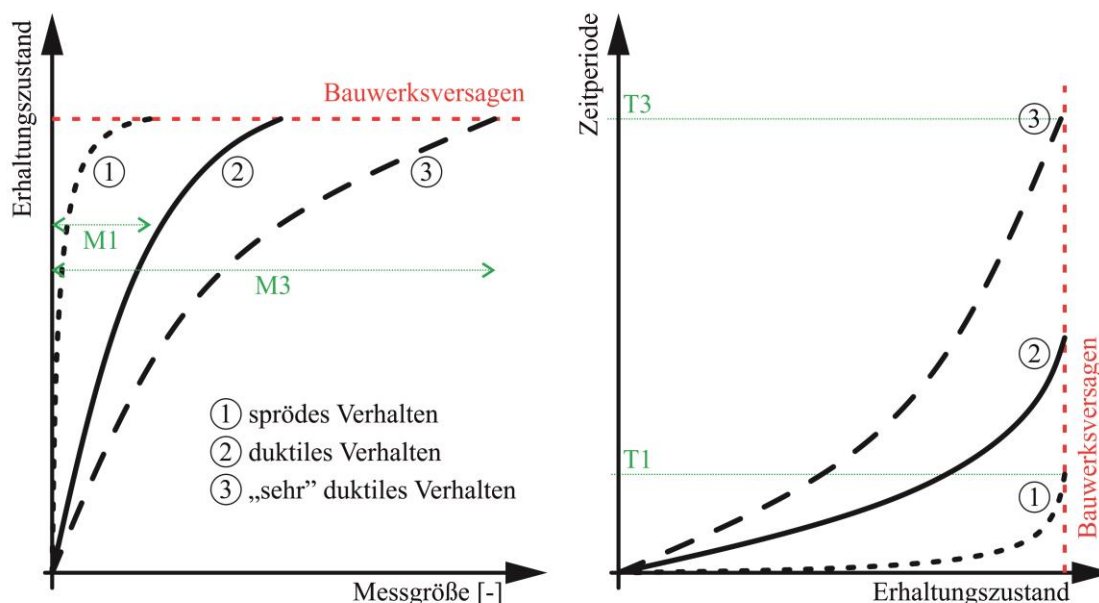 Erhaltungszustand
Bauwerksversagen
1
2
3
M1
M3
1 sprödes Verhalten
2 duktiles Verhalten
3 „sehr” duktiles Verhalten
Messgröße [-]
Zeitperiode
T3
3
2
T1
1
Bauwerksversagen
Erhaltungszustand